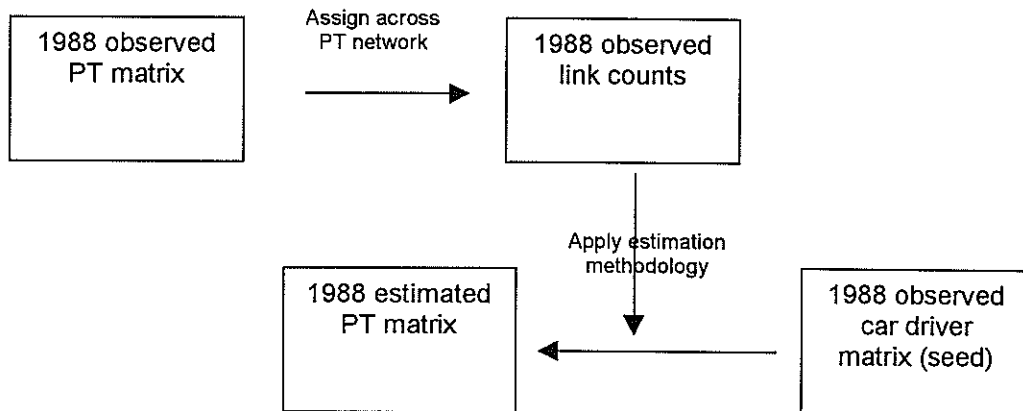 1988 observed
PT matrix
Assign across
PT network
1988 observed
link counts
Apply estimation
methodology
1988 estimated
PT matrix
1988 observed
car driver
matrix (seed)